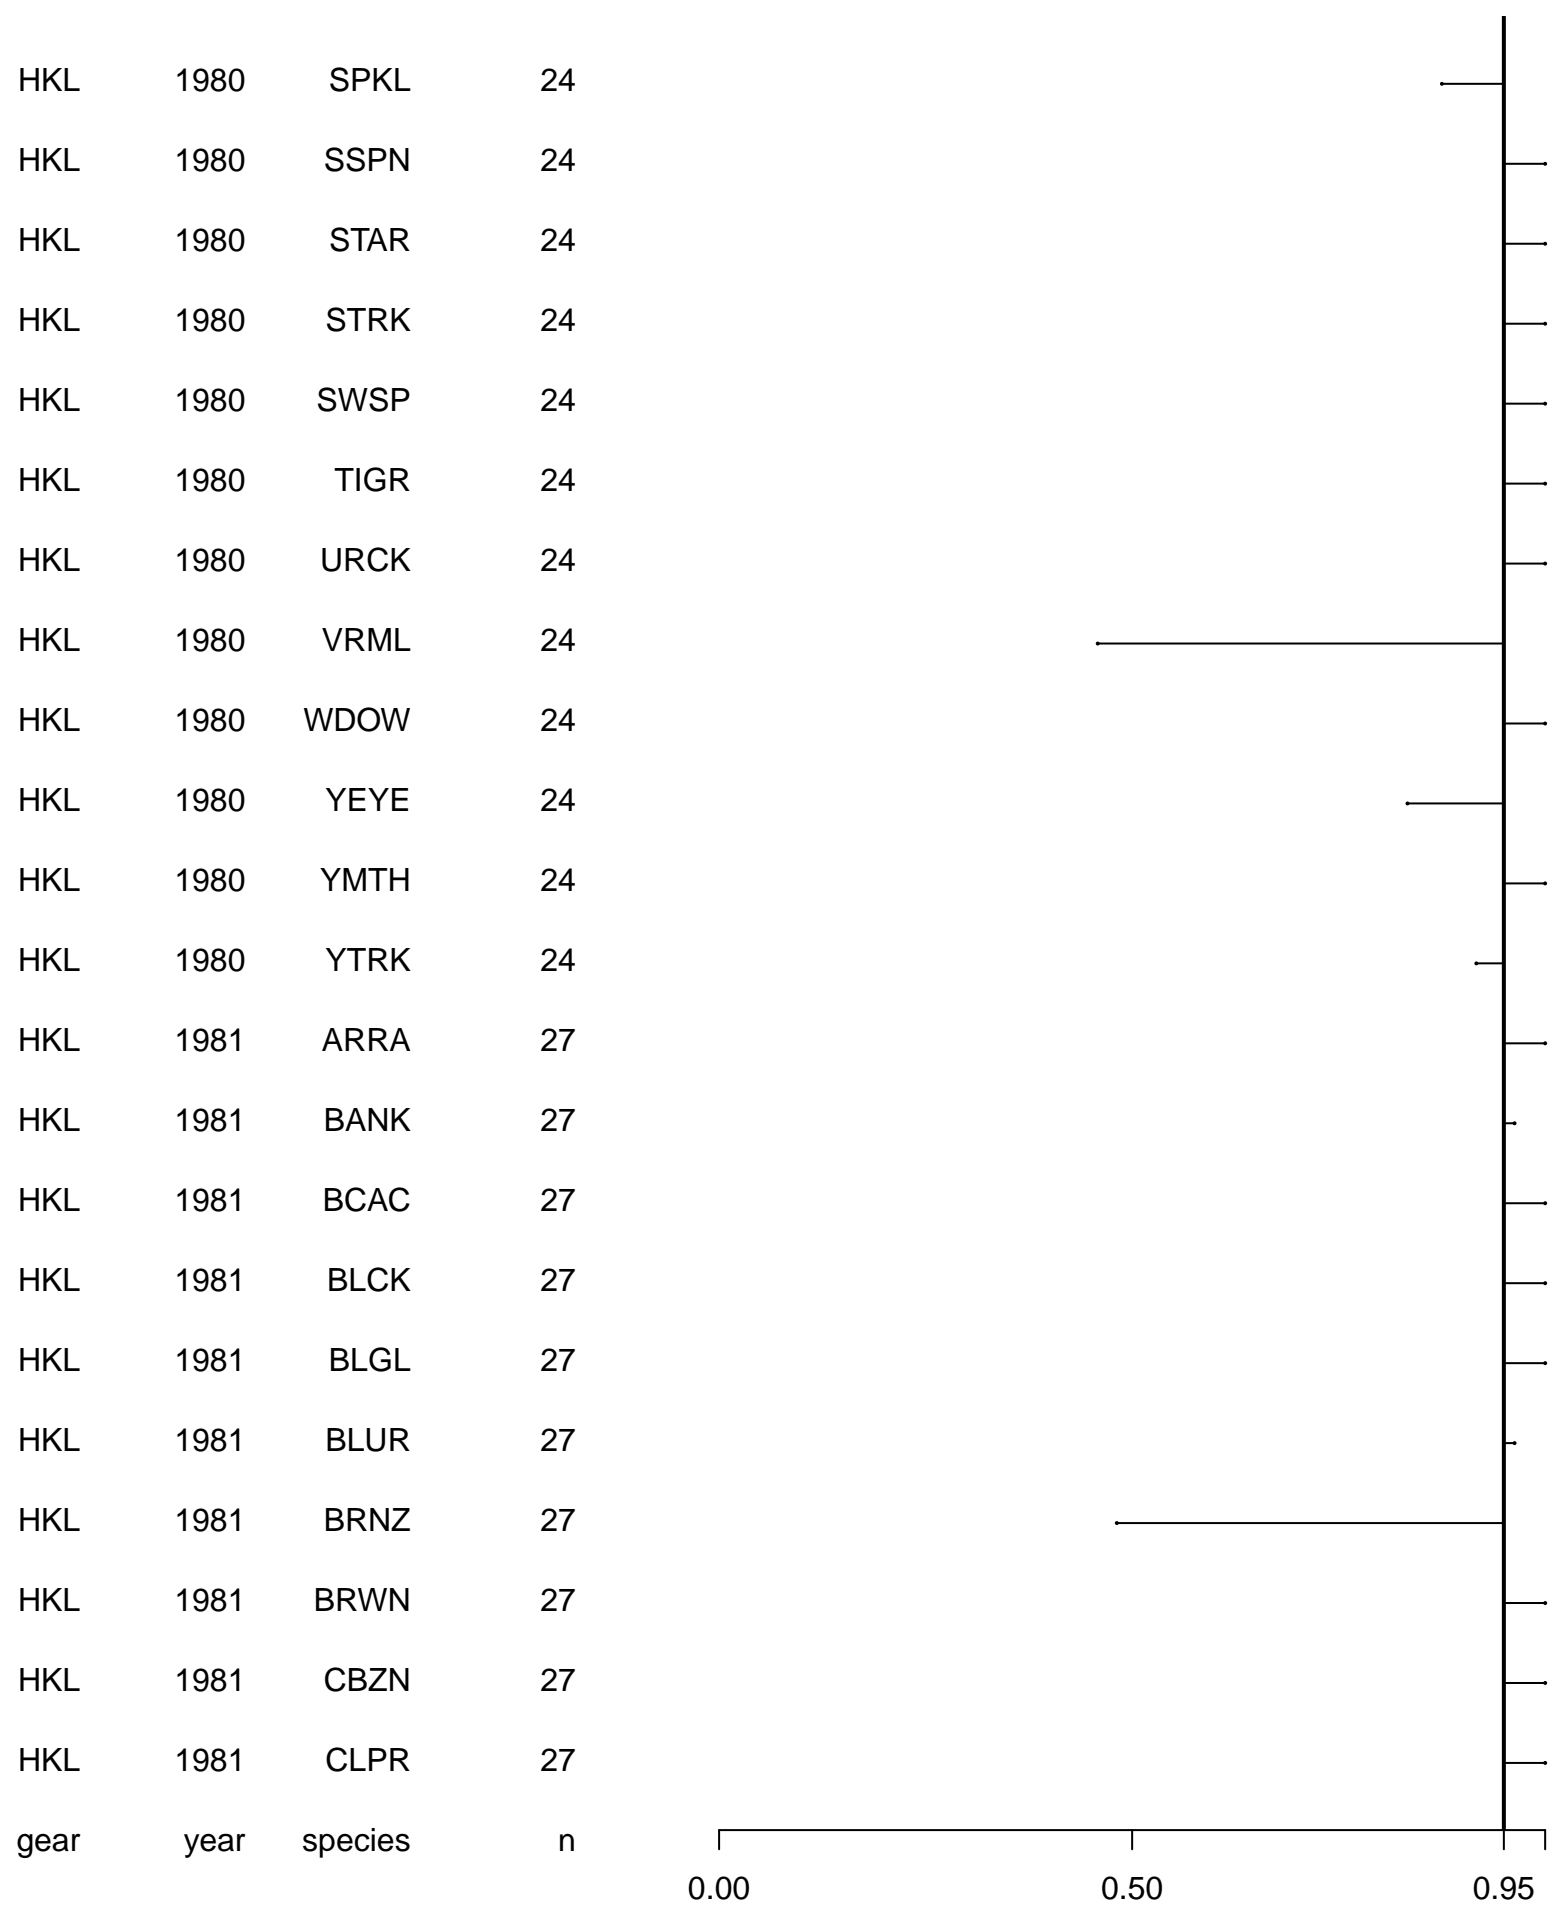 HKL 1980 SPKL 24
HKL 1980 SSPN 24
HKL 1980 STAR 24
HKL 1980 STRK 24
HKL 1980 SWSP 24
HKL 1980 TIGR 24
HKL 1980 URCK 24
HKL 1980 VRML 24
HKL 1980 WDOW 24
HKL 1980 YEYE 24
HKL 1980 YMTH 24
HKL 1980 YTRK 24
HKL 1981 ARRA 27
HKL 1981 BANK 27
HKL 1981 BCAC 27
HKL 1981 BLCK 27
HKL 1981 BLGL 27
HKL 1981 BLUR 27
HKL 1981 BRNZ 27
HKL 1981 BRWN 27
HKL 1981 CBZN 27
HKL 1981 CLPR 27
gear year species n
0.00 0.50 0.95